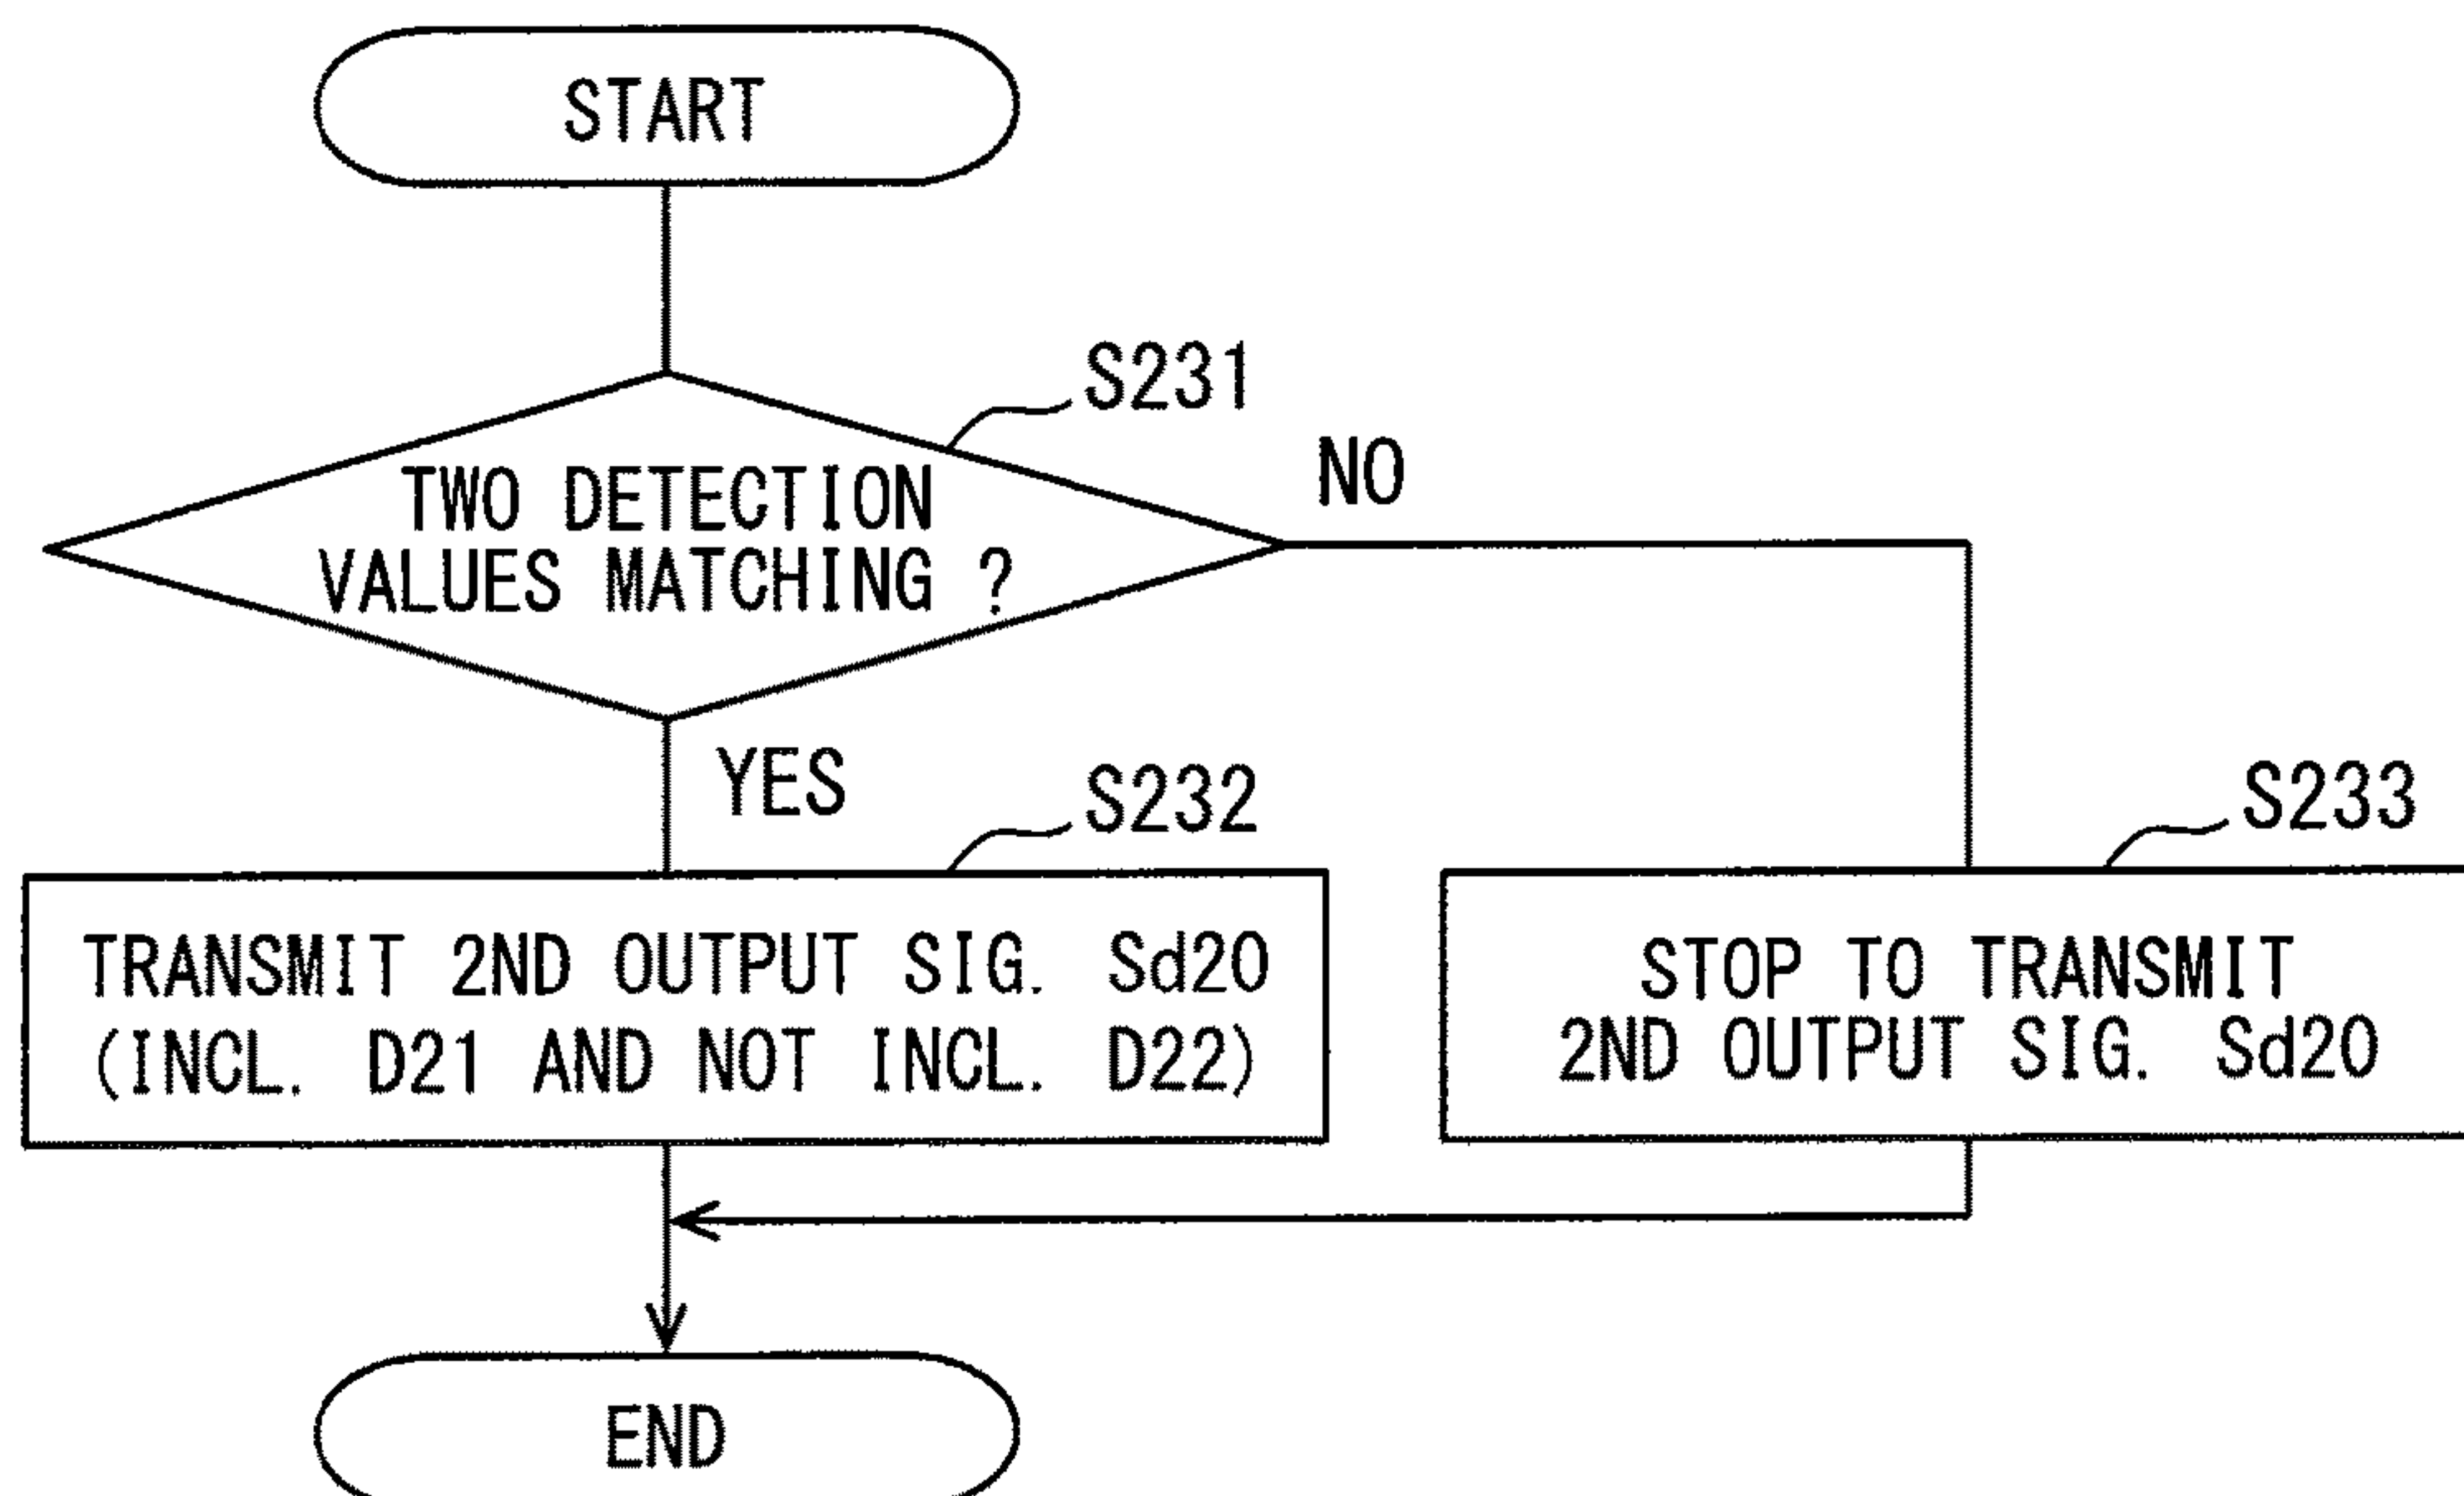 START
S231
TWO DETECTION
VALUES MATCHING ?
NO
YES
S232
TRANSMIT 2ND OUTPUT SIG. Sd20
(INCL. D21 AND NOT INCL. D22)
S233
STOP TO TRANSMIT
2ND OUTPUT SIG. Sd20
END